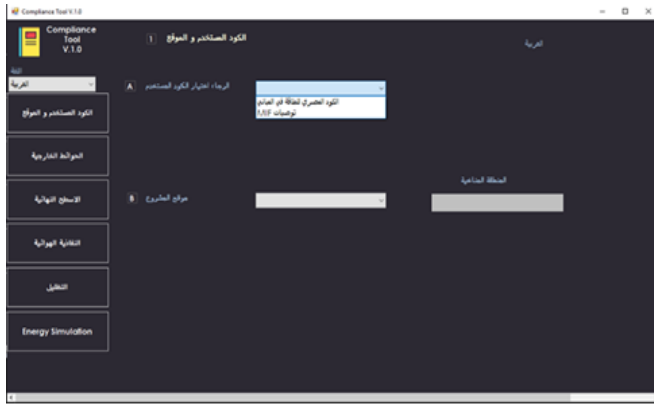 Compliance Tool V.1.0
Compliance
Tool
V.1.0
الكود المستخدم و الموقع
1
العربية
اللغة
العربية
الرجاء اختيار الكود المستخدم
A
الكود المصري للطاقة في المباني
توصيات
الكود المستخدم و الموقع
الحوائط الخارجية
المنطقة المناخية
موقع المشروع
B
الاسطح النهائية
النفاذية الهوائية
التظليل
Energy Simulation